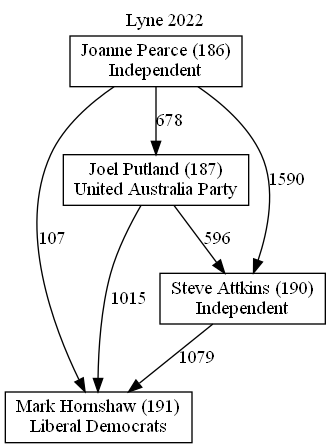 Lyne 2022
Joanne Pearce (186)
Independent
678
Joel Putland (187)
United Australia Party
1590
107
596
1015
Steve Attkins (190)
Independent
1079
Mark Hornshaw (191)
Liberal Democrats